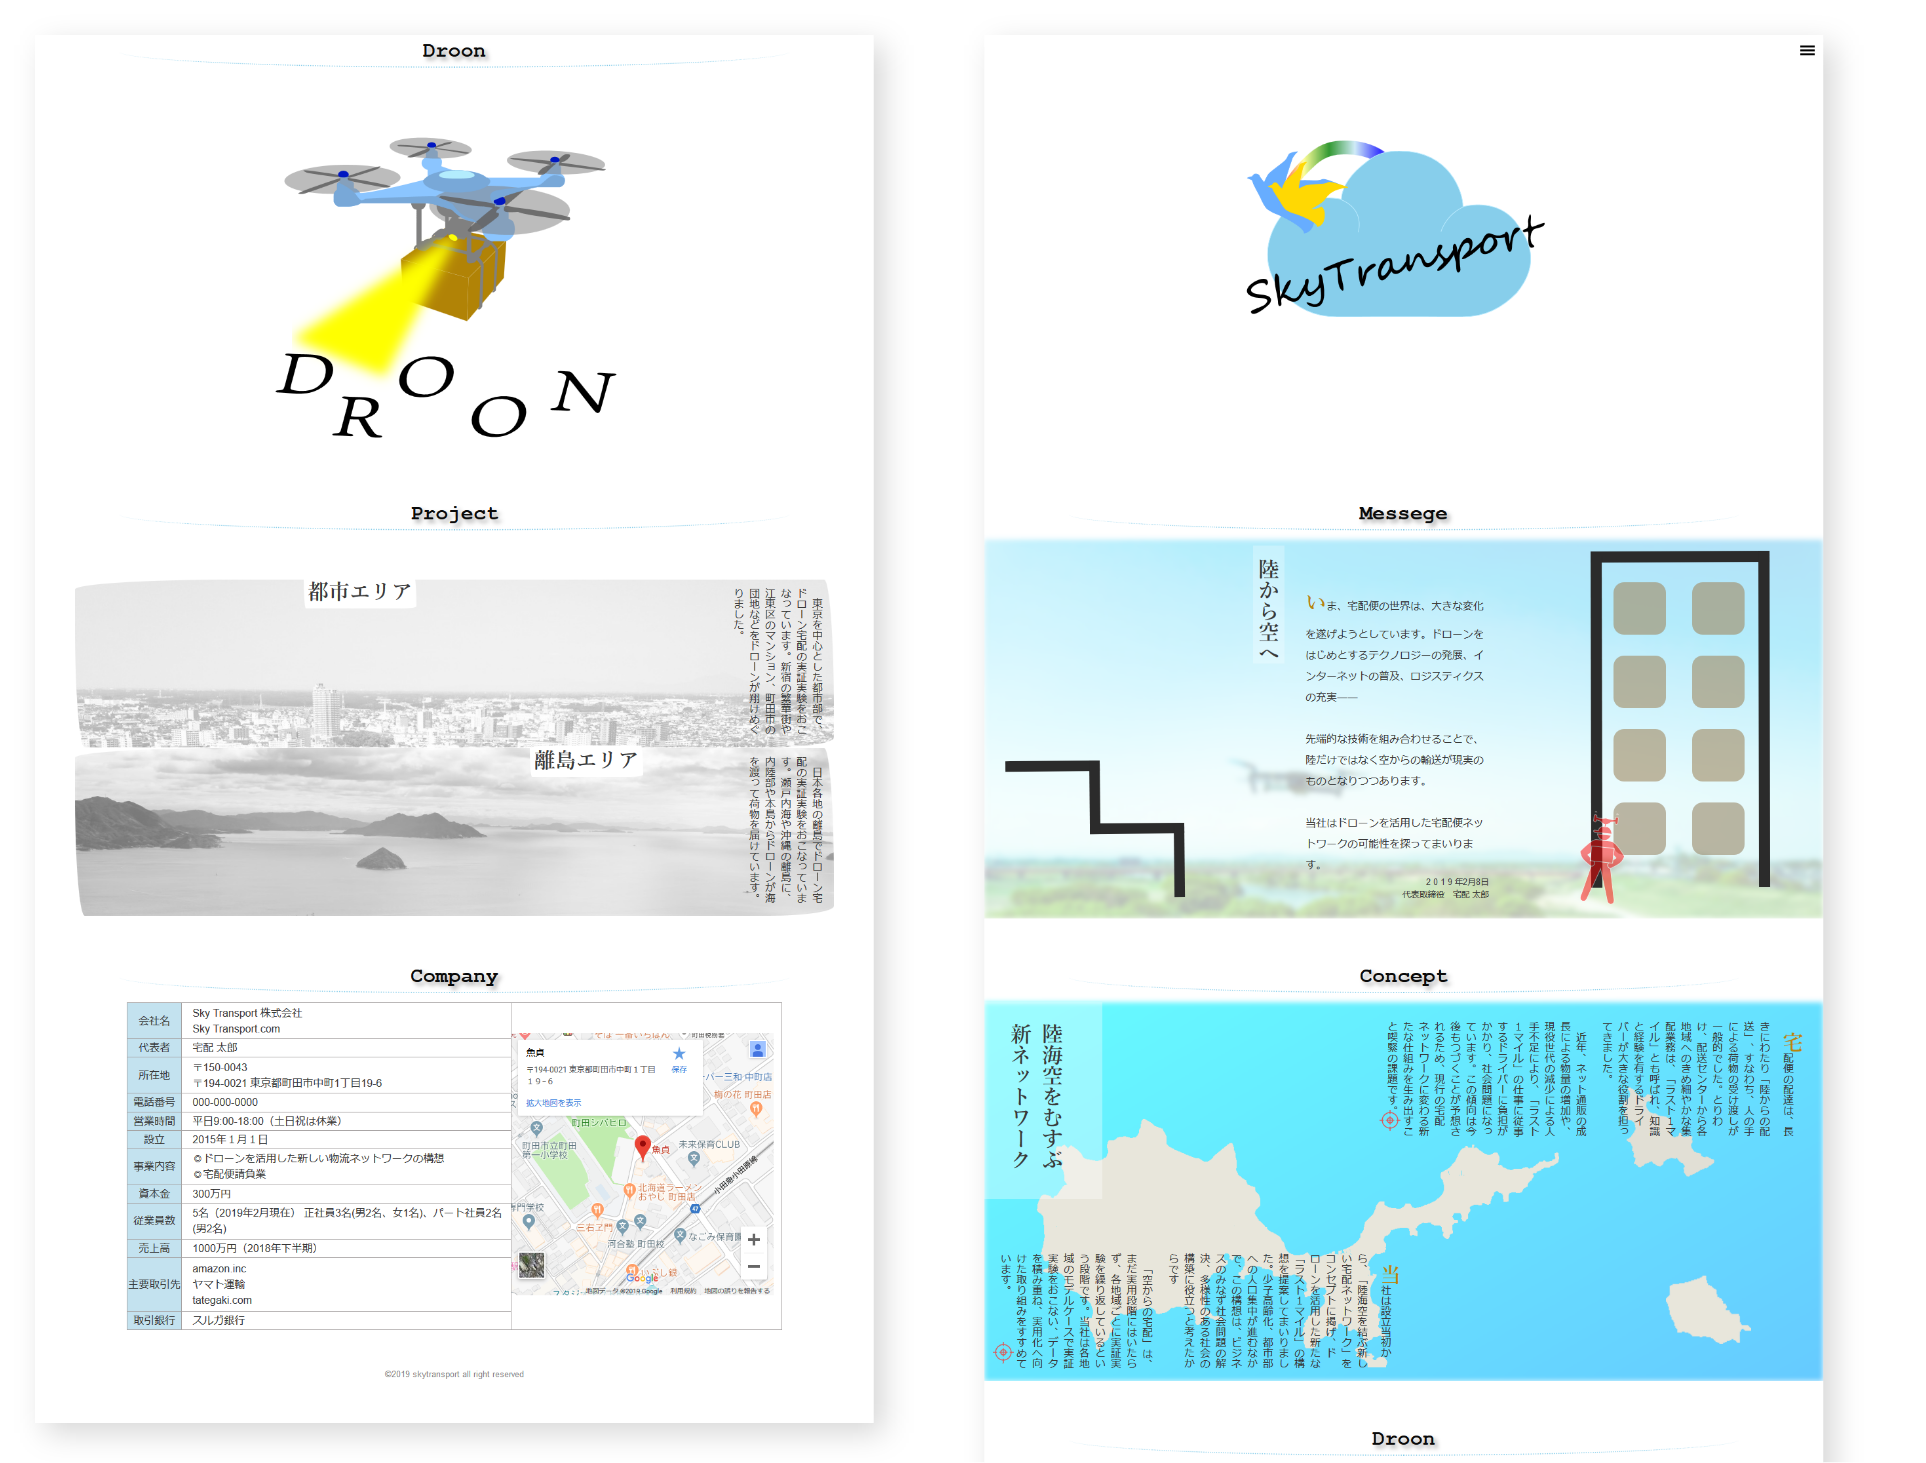 Droon
D
R
O
O
N
Project
都市エリア
東京を中心とした都市部で、
ドローン宅配の実証実験をおこ
なっています。新宿の繁華街や
江東区のマンション、町田市の
団地などをドローンが翔けめぐ
りました。
離島エリア
日本各地の離島でドローン宅
配の実証実験をおこなっていま
す。瀬戸内海や沖縄の離島に、
内陸部や本島からドローンが海
を渡って荷物を届けています。
Company
会社名
Sky Transport 株式会社
Sky Transport.com
代表者
宅配 太郎
所在地
〒150-0043
〒194-0021 東京都町田市中町1丁目19-6
電話番号
000-000-0000
営業時間
平日9:00-18:00（土日祝は休業）
設立
2015年１月１日
事業内容
◎ドローンを活用した新しい物流ネットワークの構想
◎宅配便請負業
資本金
300万円
従業員数
5名（2019年2月現在） 正社員3名(男2名、女1名)、パート社員2名
(男2名)
売上高
1000万円（2018年下半期）
主要取引先
amazon.inc
ヤマト運輸
tategaki.com
取引銀行
スルガ銀行
魚貞
〒194-0021 東京都町田市中町１丁目
１９−６
拡大地図を表示
保存
バー三和 中町店
梅の花 町田店
町田シバヒロ
町田市立町田
第一小学校
未来保育CLUB
魚貞
小田急小田原線
北海道ラーメン
おやじ 町田店
47
専門学校
三右ヱ門
河合塾 町田校
なごみ保育園
いぶし銀
Google
地図データ ©2019 Google
利用規約
地図の誤りを報告する
©2019 skytransport all right reserved
SkyTransport
Messege
陸から空へ
いま、宅配便の世界は、大きな変化
を遂げようとしています。ドローンを
はじめとするテクノロジーの発展、イ
ンターネットの普及、ロジスティクス
の充実――
先端的な技術を組み合わせることで、
陸だけではなく空からの輸送が現実の
ものとなりつつあります。
当社はドローンを活用した宅配便ネッ
トワークの可能性を探ってまいりま
す。
２０１９年2月8日
代表取締役　宅配 太郎
Concept
陸海空をむすぶ
新ネットワーク
宅配便の配達は、長
きにわたり「陸からの配
送」、すなわち、人の手
による荷物の受け渡しが
一般的でした。とりわ
け、配送センターから各
地域へのきめ細やかな集
配業務は、「ラスト１マ
イル」とも呼ばれ、知識
と経験を有するドライ
バーが大きな役割を担っ
てきました。
近年、ネット通販の成
長による物量の増加や、
現役世代の減少による人
手不足により、「ラスト
１マイル」の仕事に従事
するドライバーに負担が
かかり、社会問題になっ
ています。この傾向は今
後もつづくことが予想さ
れるため、現行の宅配
ネットワークに変わる新
たな仕組みを生み出すこ
と喫緊の課題です。
当社は設立当初か
ら、「陸海空を結ぶ新し
い宅配ネットワーク」を
コンセプトに掲げ、ド
ローンを活用した新たな
「ラスト１マイル」の構
想を提案してまいりまし
た。少子高齢化、都市部
への人口集中が進むなか
で、この構想は、ビジネ
スのみなず社会問題の解
決、多様性のある社会の
構築に役立つと考えたか
らです
「空からの宅配」は、
まだ実用段階にはいたら
ず、各地域ごとに実証実
験を繰り返しているとい
う段階です。当社は各地
域のモデルケースで実証
実験をおこない、データ
を積み重ね、実用化へ向
けた取り組みをすすめて
います。
Droon